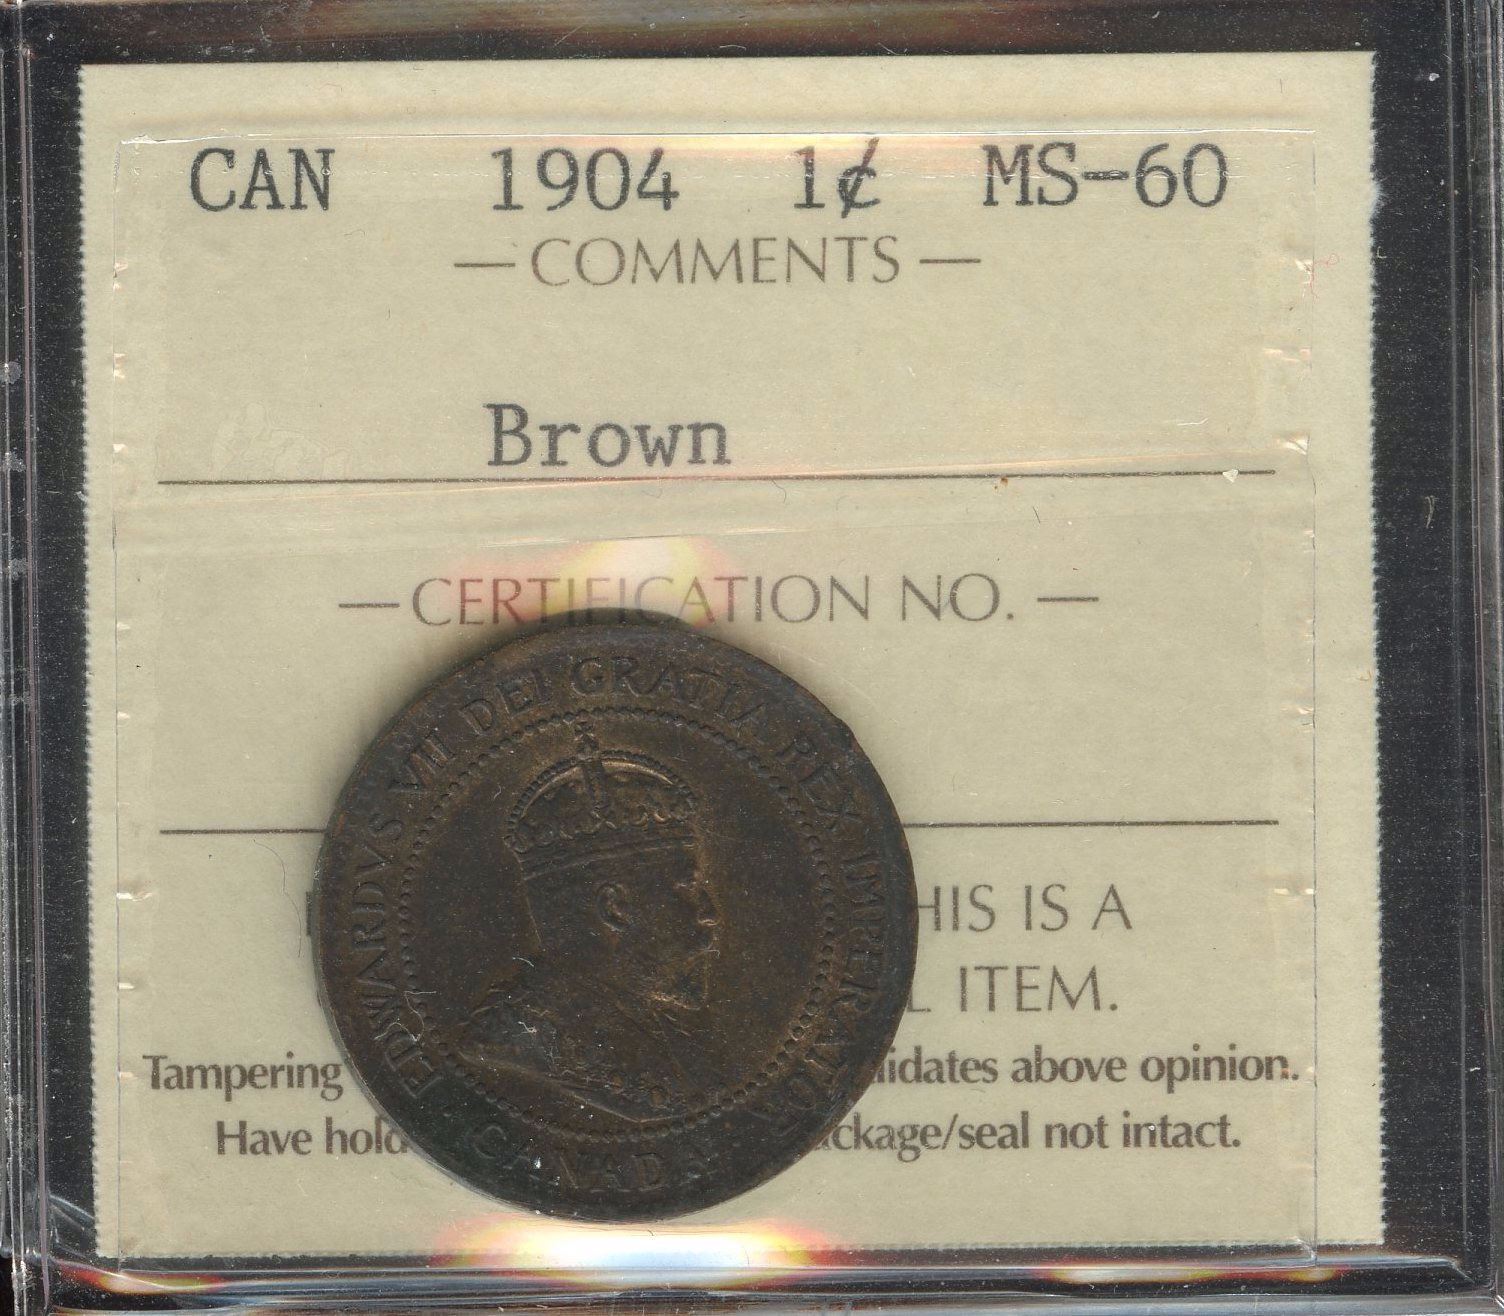 CAN 1904 1¢ MS-60
— COMMENTS —
Brown
— CERTIFICATION NO. —
HIS IS A
L ITEM.
Tampering lidates above opinion.
Have hold ackage/seal not intact.
EDWARDVS VII DEI GRATIA REX IMPERATOR
CANADA